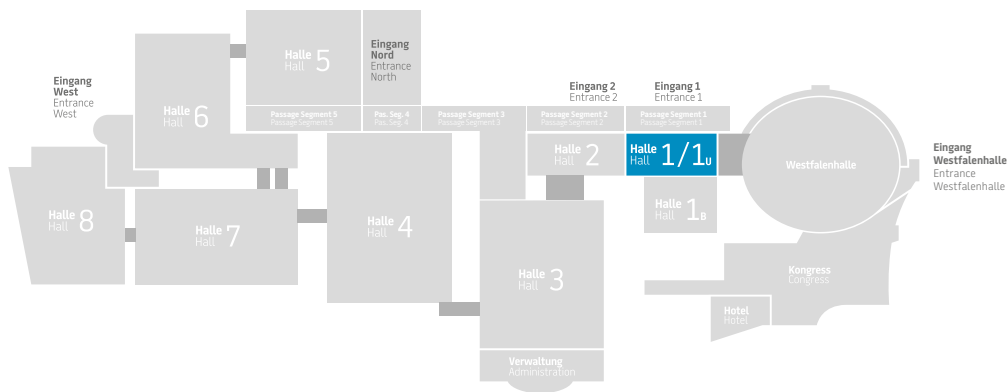 Halle
Hall 5
Eingang
Nord
Entrance
North
Eingang
West
Entrance
West
Halle
Hall 6
Eingang 2
Entrance 2
Eingang 1
Entrance 1
Passage Segment 5
Passage Segment 5
Pas. Seg. 4
Pas. Seg. 4
Passage Segment 3
Passage Segment 3
Passage Segment 2
Passage Segment 2
Passage Segment 1
Passage Segment 1
Halle
Hall 2
Halle
Hall 1/1U
Westfalenhalle
Eingang
Westfalenhalle
Entrance
Westfalenhalle
Halle
Hall 8
Halle
Hall 7
Halle
Hall 4
Halle
Hall 1B
Halle
Hall 3
Kongress
Congress
Hotel
Hotel
Verwaltung
Administration